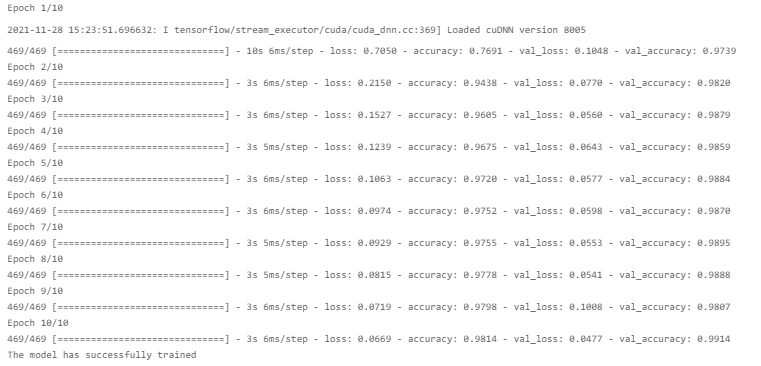 Epoch 1/10
2021-11-28 15:23:51.696632: I tensorflow/stream_executor/cuda/cuda_dnn.cc:369] Loaded cuDNN version 8005
469/469 [==============================] - 10s 6ms/step - loss: 0.7050 - accuracy: 0.7691 - val_loss: 0.1048 - val_accuracy: 0.9739
Epoch 2/10
469/469 [==============================] - 3s 6ms/step - loss: 0.2150 - accuracy: 0.9438 - val_loss: 0.0770 - val_accuracy: 0.9820
Epoch 3/10
469/469 [==============================] - 3s 6ms/step - loss: 0.1527 - accuracy: 0.9605 - val_loss: 0.0560 - val_accuracy: 0.9879
Epoch 4/10
469/469 [==============================] - 3s 5ms/step - loss: 0.1239 - accuracy: 0.9675 - val_loss: 0.0643 - val_accuracy: 0.9859
Epoch 5/10
469/469 [==============================] - 3s 6ms/step - loss: 0.1063 - accuracy: 0.9720 - val_loss: 0.0577 - val_accuracy: 0.9884
Epoch 6/10
469/469 [==============================] - 3s 6ms/step - loss: 0.0974 - accuracy: 0.9752 - val_loss: 0.0598 - val_accuracy: 0.9870
Epoch 7/10
469/469 [==============================] - 3s 5ms/step - loss: 0.0929 - accuracy: 0.9755 - val_loss: 0.0553 - val_accuracy: 0.9895
Epoch 8/10
469/469 [==============================] - 3s 5ms/step - loss: 0.0815 - accuracy: 0.9778 - val_loss: 0.0541 - val_accuracy: 0.9888
Epoch 9/10
469/469 [==============================] - 3s 6ms/step - loss: 0.0719 - accuracy: 0.9798 - val_loss: 0.1008 - val_accuracy: 0.9807
Epoch 10/10
469/469 [==============================] - 3s 6ms/step - loss: 0.0669 - accuracy: 0.9814 - val_loss: 0.0477 - val_accuracy: 0.9914
The model has successfully trained